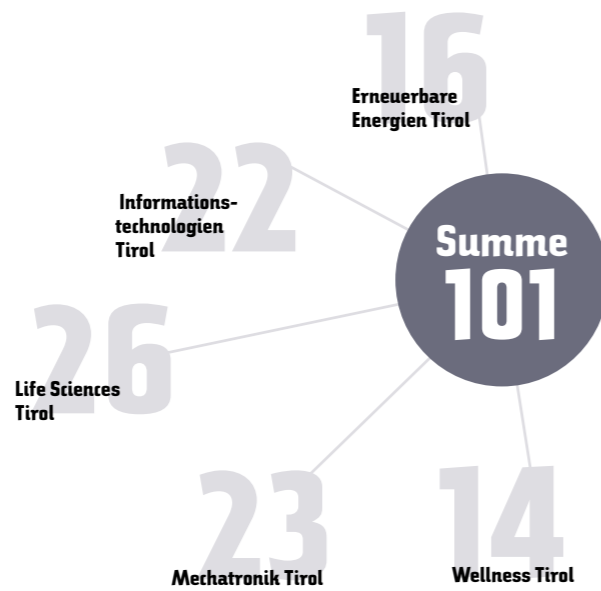 16
Erneuerbare
Energien Tirol
22
Informations-
technologien
Tirol
Summe
101
26
Life Sciences
Tirol
23
Mechatronik Tirol
14
Wellness Tirol